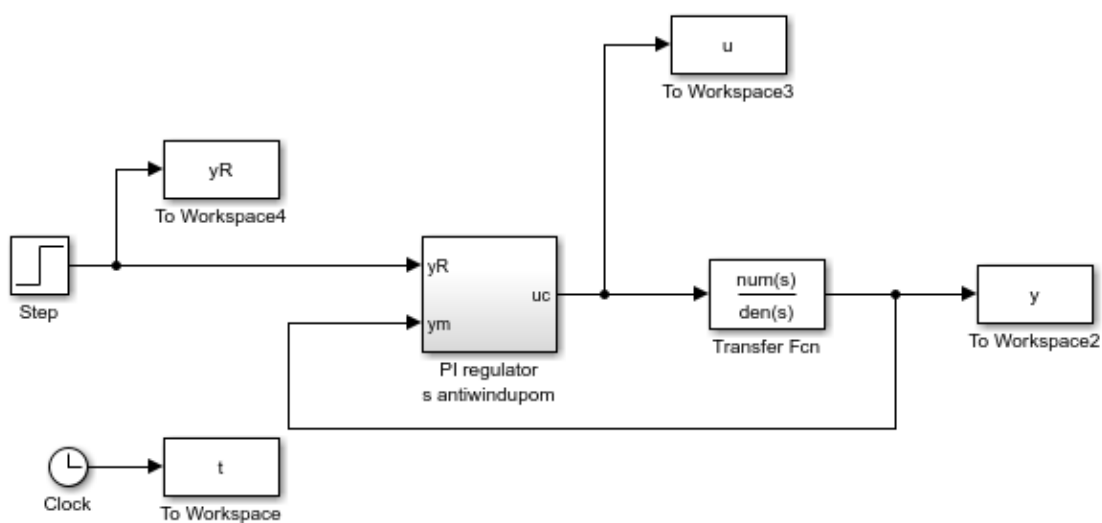 u
To Workspace3
yR
To Workspace4
Step
yR
ym
uc
PI regulator
s antiwindupom
num(s)
den(s)
Transfer Fcn
y
To Workspace2
Clock
t
To Workspace